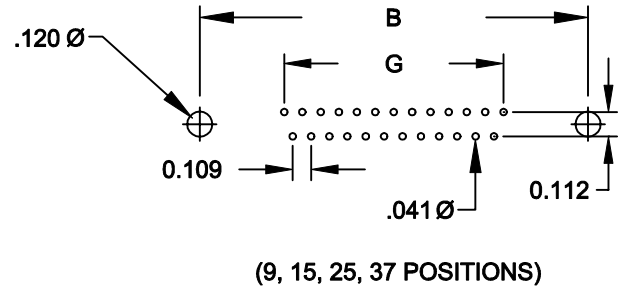 B
.120 Ø
G
0.109
.041 Ø
0.112
(9, 15, 25, 37 POSITIONS)